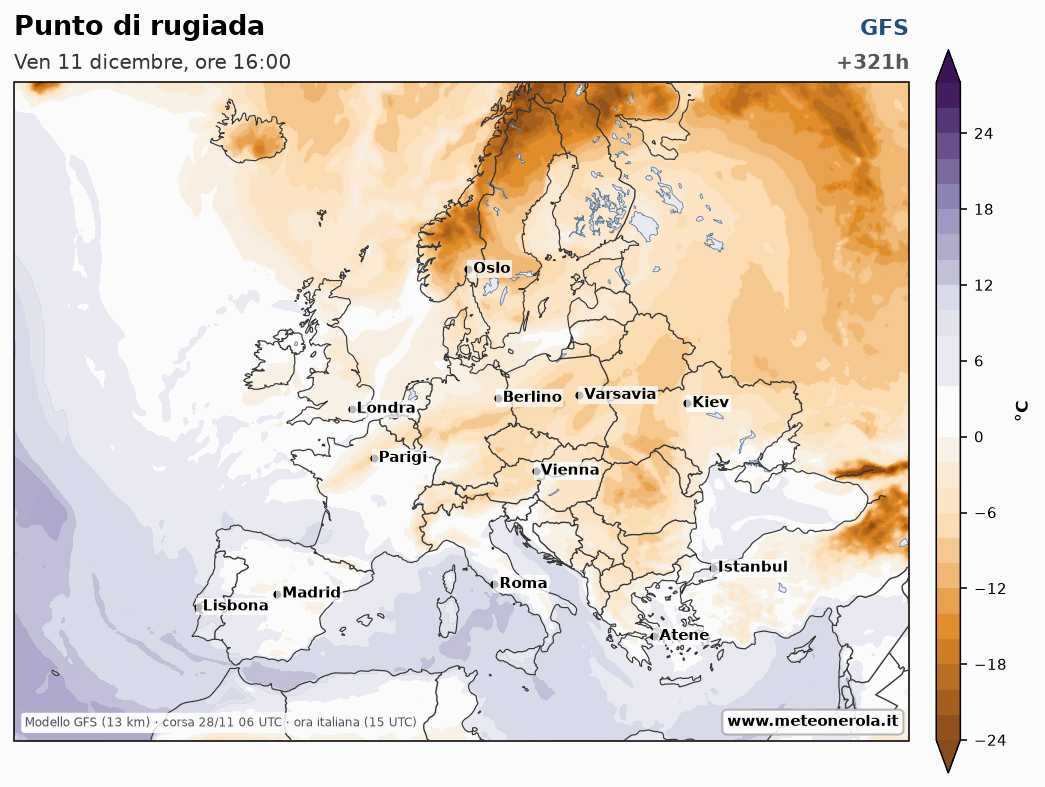 Punto di rugiada
GFS
Ven 11 dicembre, ore 16:00
+321h
24
18
12
6
0
−6
−12
−18
−24
°C
Oslo
Berlino
Varsavia
Kiev
Londra
Parigi
Vienna
Istanbul
Roma
Madrid
Lisbona
Atene
Modello GFS (13 km) · corsa 28/11 06 UTC · ora italiana (15 UTC)
www.meteonerola.it